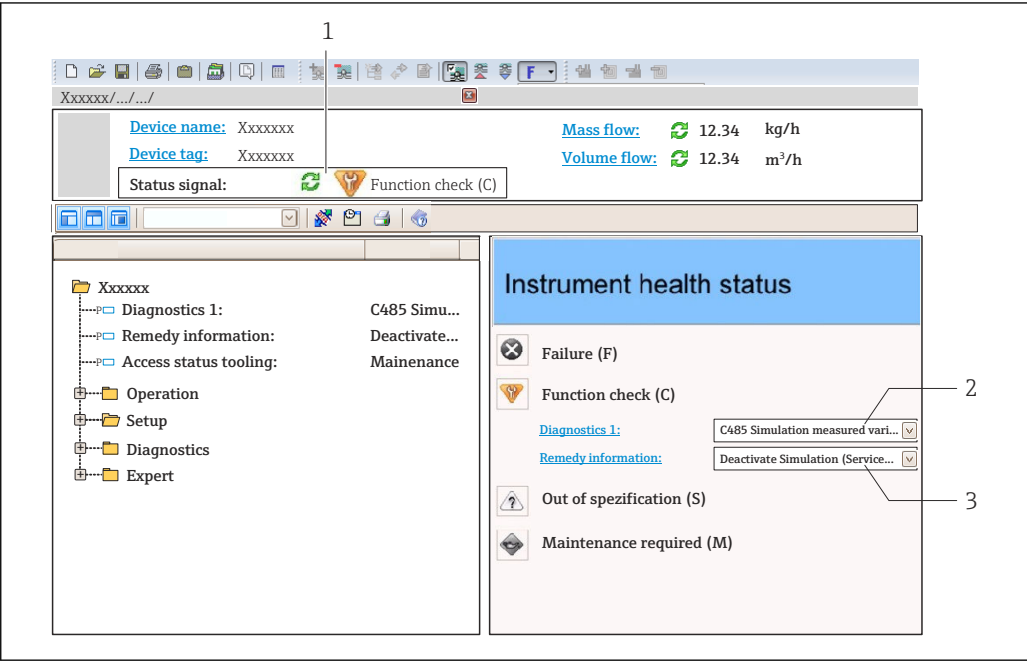 1
F
Xxxxxx/.../.../
Device name: Xxxxxxx
Mass flow: 12.34 kg/h
Device tag: Xxxxxxx
Volume flow: 12.34 m³/h
Status signal: Function check (C)
Xxxxxx
Diagnostics 1: C485 Simu...
Remedy information: Deactivate...
Access status tooling: Mainenance
Operation
Setup
Diagnostics
Expert
Instrument health status
Failure (F)
Function check (C)
2
Diagnostics 1: C485 Simulation measured vari...
Remedy information: Deactivate Simulation (Service...
3
Out of spezification (S)
Maintenance required (M)